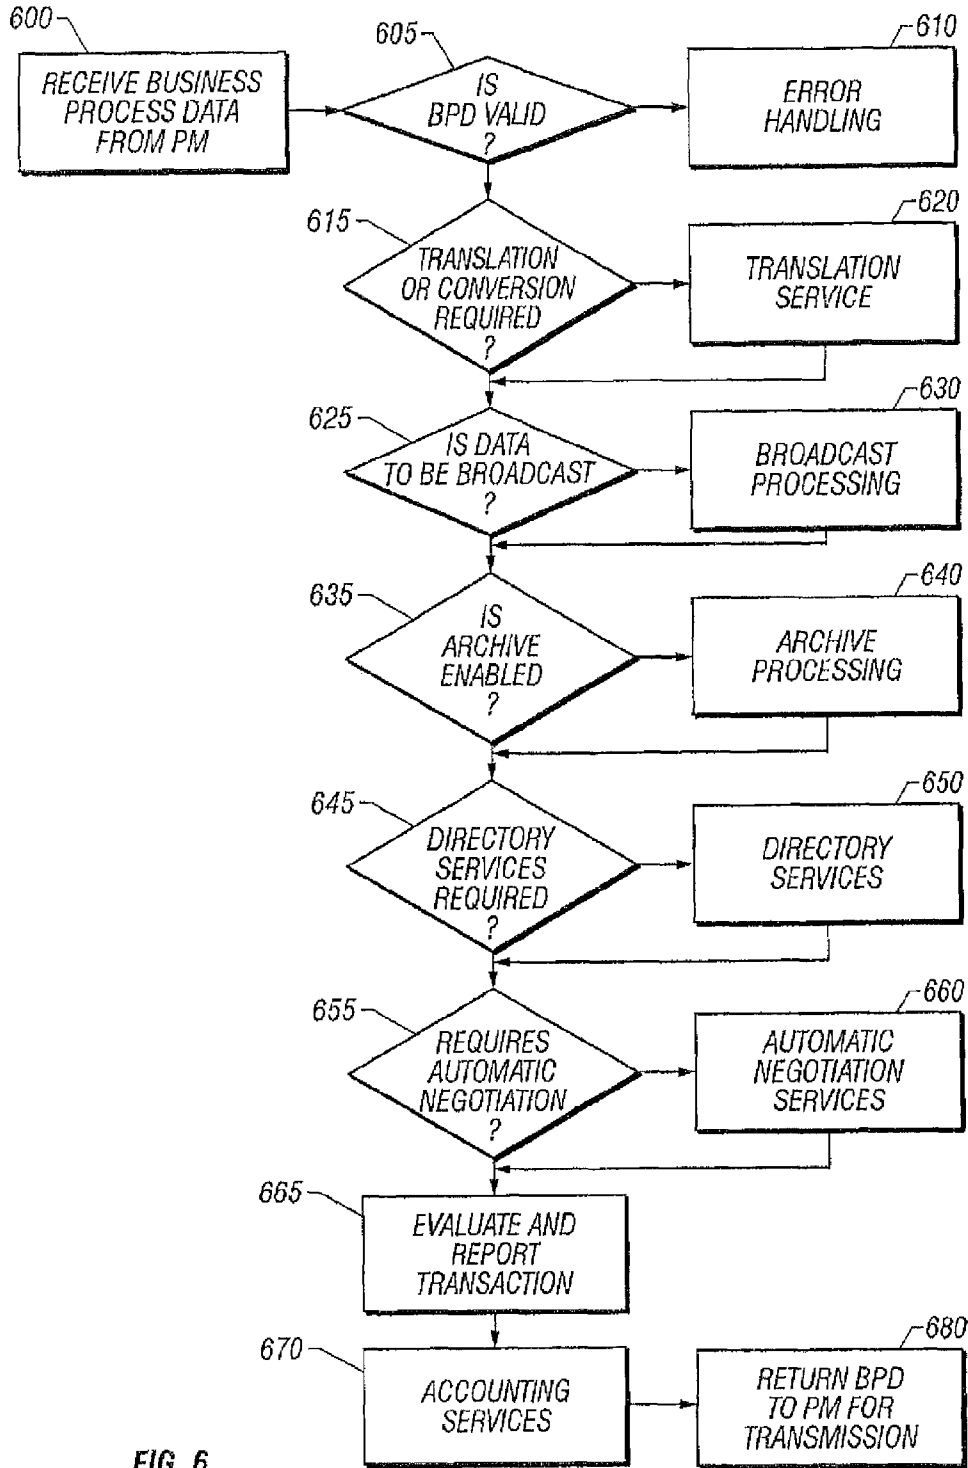 600
RECEIVE BUSINESS
PROCESS DATA
FROM PM
605
IS
BPD VALID
?
610
ERROR
HANDLING
615
TRANSLATION
OR CONVERSION
REQUIRED
?
620
TRANSLATION
SERVICE
625
IS DATA
TO BE BROADCAST
?
630
BROADCAST
PROCESSING
635
IS
ARCHIVE
ENABLED
?
640
ARCHIVE
PROCESSING
645
DIRECTORY
SERVICES
REQUIRED
?
650
DIRECTORY
SERVICES
655
REQUIRES
AUTOMATIC
NEGOTIATION
?
660
AUTOMATIC
NEGOTIATION
SERVICES
665
EVALUATE AND
REPORT
TRANSACTION
670
ACCOUNTING
SERVICES
680
RETURN BPD
TO PM FOR
TRANSMISSION
FIG. 6